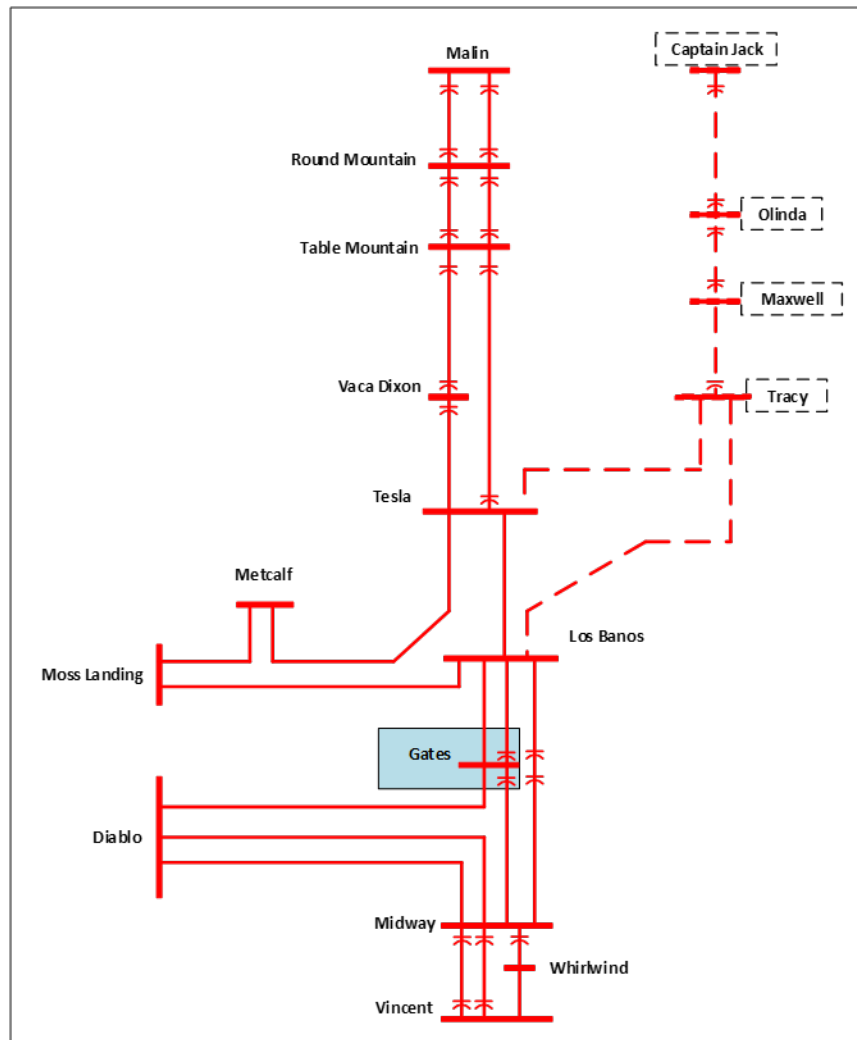 Malin
Captain Jack
Round Mountain
Olinda
Table Mountain
Maxwell
Vaca Dixon
Tracy
Tesla
Metcalf
Los Banos
Moss Landing
Gates
Diablo
Midway
Whirlwind
Vincent